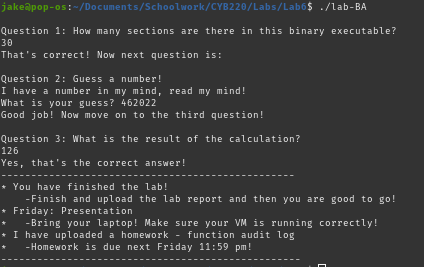 jake@pop-os:~/Documents/Schoolwork/CYB220/Labs/Lab6$ ./lab-BA
Question 1: How many sections are there in this binary executable?
30
That's correct! Now next question is:
Question 2: Guess a number!
I have a number in my mind, read my mind!
What is your guess? 462022
Good job! Now move on to the third question!
Question 3: What is the result of the calculation?
126
Yes, that's the correct answer!
--------------------------------------------------
* You have finished the lab!
    -Finish and upload the lab report and then you are good to go!
* Friday: Presentation
*   -Bring your laptop! Make sure your VM is running correctly!
* I have uploaded a homework - function audit log
*   -Homework is due next Friday 11:59 pm!
---------------------------------------------------